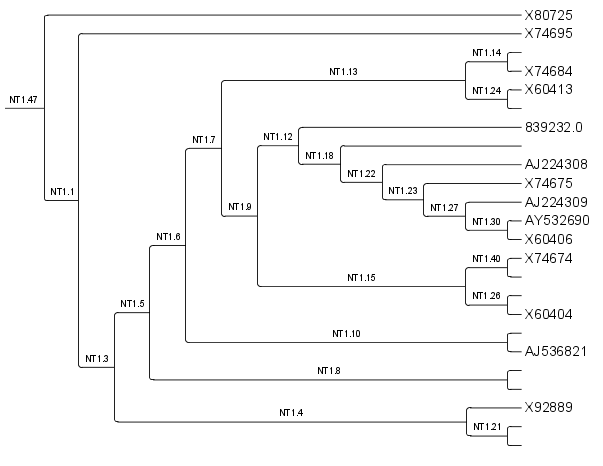 X80725
X74695
NT1.14
NT1.13
X74684
NT1.24
X60413
NT1.47
839232.0
NT1.12
NT1.7
NT1.18
AJ224308
NT1.22
X74675
NT1.1
NT1.23
AJ224309
NT1.9
NT1.27
AY532690
NT1.30
NT1.6
X60406
X74674
NT1.40
NT1.15
NT1.5
NT1.26
X60404
NT1.10
AJ536821
NT1.3
NT1.8
X92889
NT1.4
NT1.21